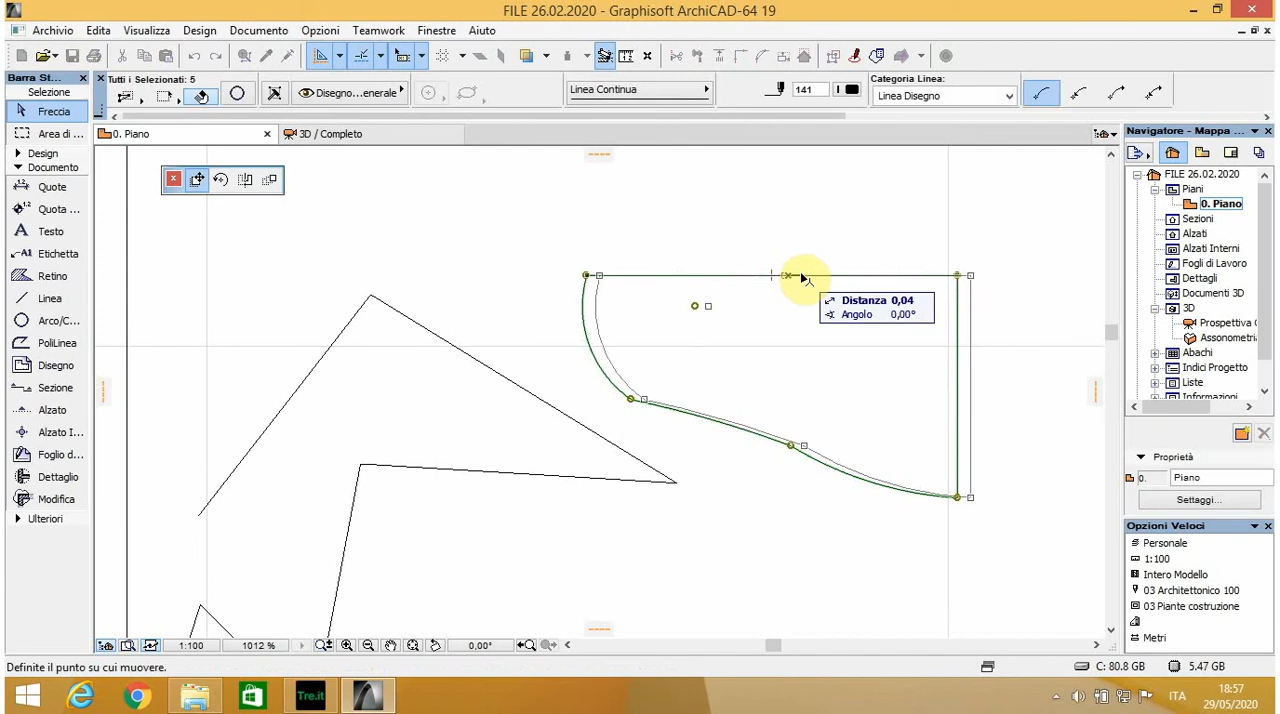 FILE 26.02.2020 - Graphisoft ArchiCAD-64 19
Archivio Edita Visualizza Design Documento Opzioni Teamwork Finestre Aiuto
Barra St...
Selezione
Freccia
Area di ...
Design
Documento
Quote
Quota ...
Testo
Etichetta
Retino
Linea
Arco/C...
PoliLinea
Disegno
Sezione
Alzato
Alzato I...
Foglio d...
Dettaglio
Modifica
Ulteriori
Tutti i Selezionati: 5
Disegno...enerale
Linea Continua
141
Categoria Linea:
Linea Disegno
0. Piano
3D / Completo
Distanza 0,04
Angolo 0,00°
Navigatore - Mappa ...
FILE 26.02.2020
Piani
0. Piano
Sezioni
Alzati
Alzati Interni
Fogli di Lavoro
Dettagli
Documenti 3D
3D
Prospettiva
Assonometri
Abachi
Indici Progetto
Liste
Informazioni
Proprietà
0. Piano
Settaggi...
Opzioni Veloci
Personale
1:100
Intero Modello
03 Architettonico 100
03 Piante costruzione
Metri
1:100 1012 % 0,00°
Definite il punto su cui muovere.
C: 80.8 GB 5.47 GB
Tre.it
ITA
18:57
29/05/2020